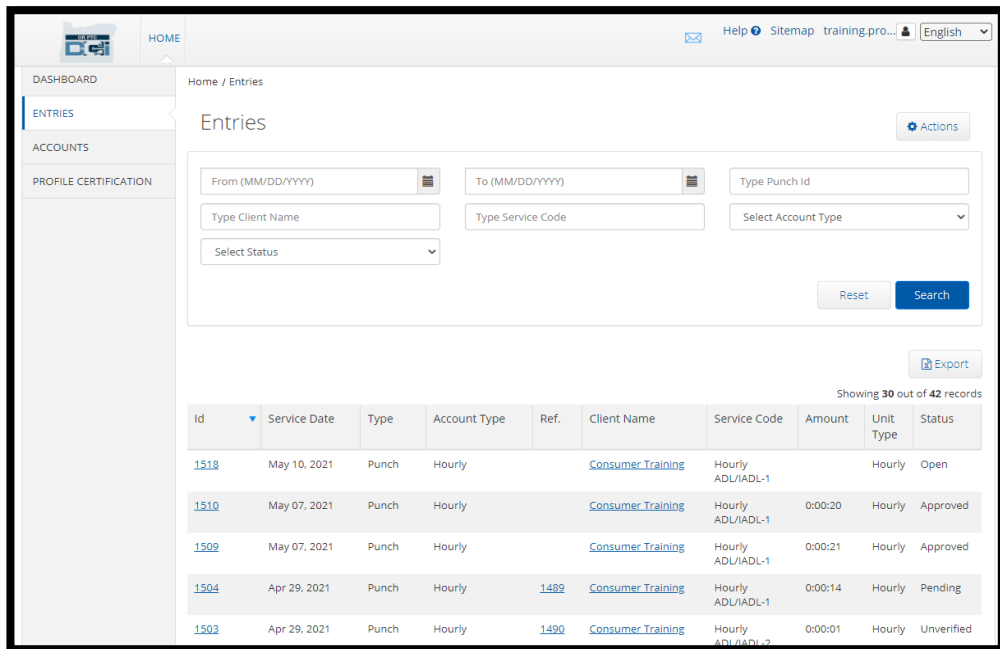 OR PTC
DCI
HOME
Help
Sitemap
training.pro...
English
DASHBOARD
ENTRIES
ACCOUNTS
PROFILE CERTIFICATION
Home / Entries
Entries
Actions
From (MM/DD/YYYY)
To (MM/DD/YYYY)
Type Punch Id
Type Client Name
Type Service Code
Select Account Type
Select Status
Reset
Search
Export
Showing 30 out of 42 records
Id Service Date Type Account Type Ref. Client Name Service Code Amount Unit Status
Type
1518 May 10, 2021 Punch Hourly Consumer Training Hourly Hourly Open
ADL/IADL-1
1510 May 07, 2021 Punch Hourly Consumer Training Hourly 0:00:20 Hourly Approved
ADL/IADL-1
1509 May 07, 2021 Punch Hourly Consumer Training Hourly 0:00:21 Hourly Approved
ADL/IADL-1
1504 Apr 29, 2021 Punch Hourly 1489 Consumer Training Hourly 0:00:14 Hourly Pending
ADL/IADL-1
1503 Apr 29, 2021 Punch Hourly 1490 Consumer Training Hourly 0:00:01 Hourly Unverified
ADL/IADL-2